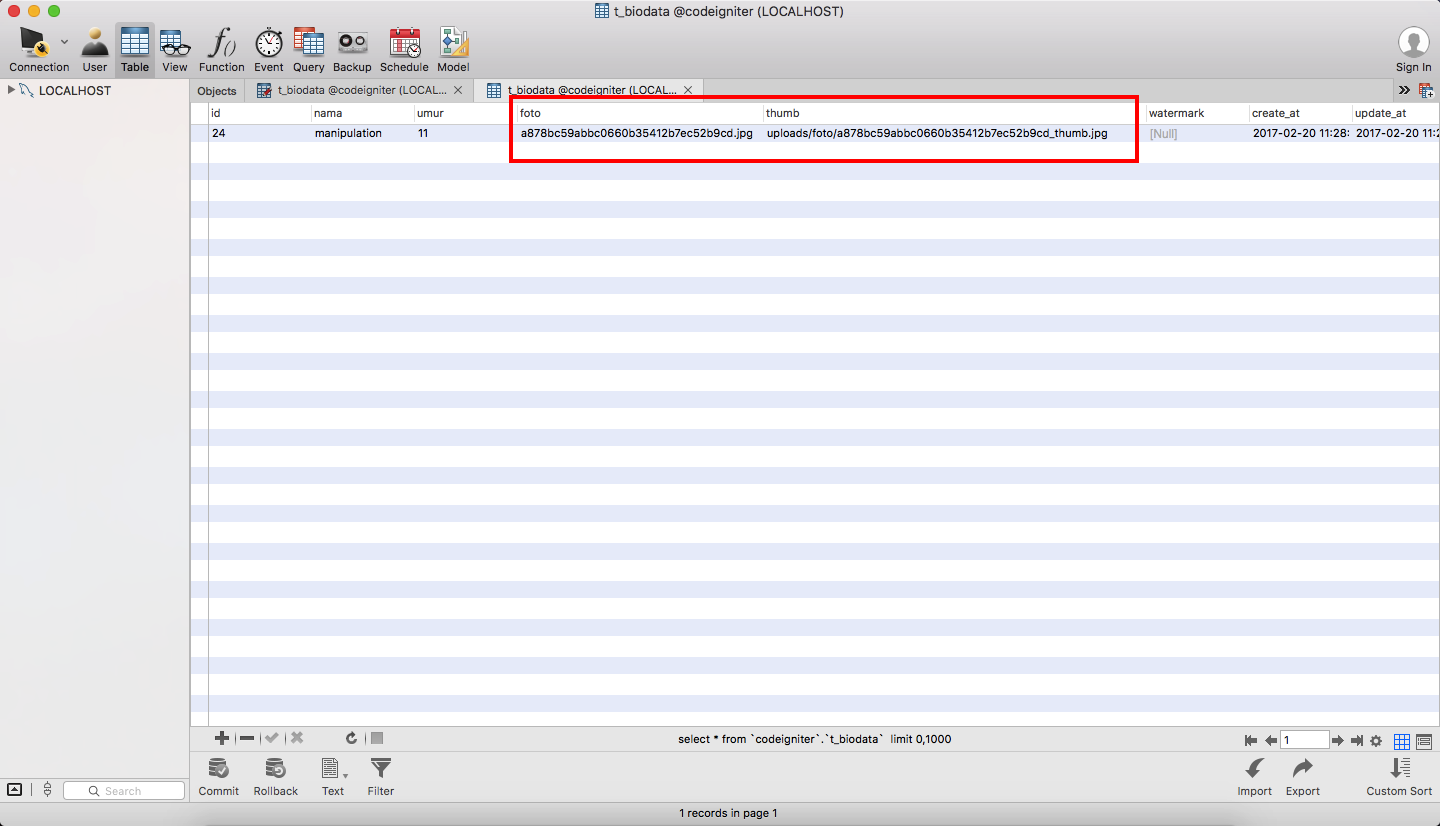 t_biodata @codeigniter (LOCALHOST)
Connection User Table View Function Event Query Backup Schedule Model Sign In
LOCALHOST
Objects t_biodata @codeigniter (LOCAL... t_biodata @codeigniter (LOCAL...
id nama umur foto thumb watermark create_at update_at
24 manipulation 11 a878bc59abbc0660b35412b7ec52b9cd.jpg uploads/foto/a878bc59abbc0660b35412b7ec52b9cd_thumb.jpg [Null] 2017-02-20 11:28: 2017-02-20 11:2
select * from `codeigniter`.`t_biodata` limit 0,1000
1
Search
Commit Rollback Text Filter Import Export Custom Sort
1 records in page 1